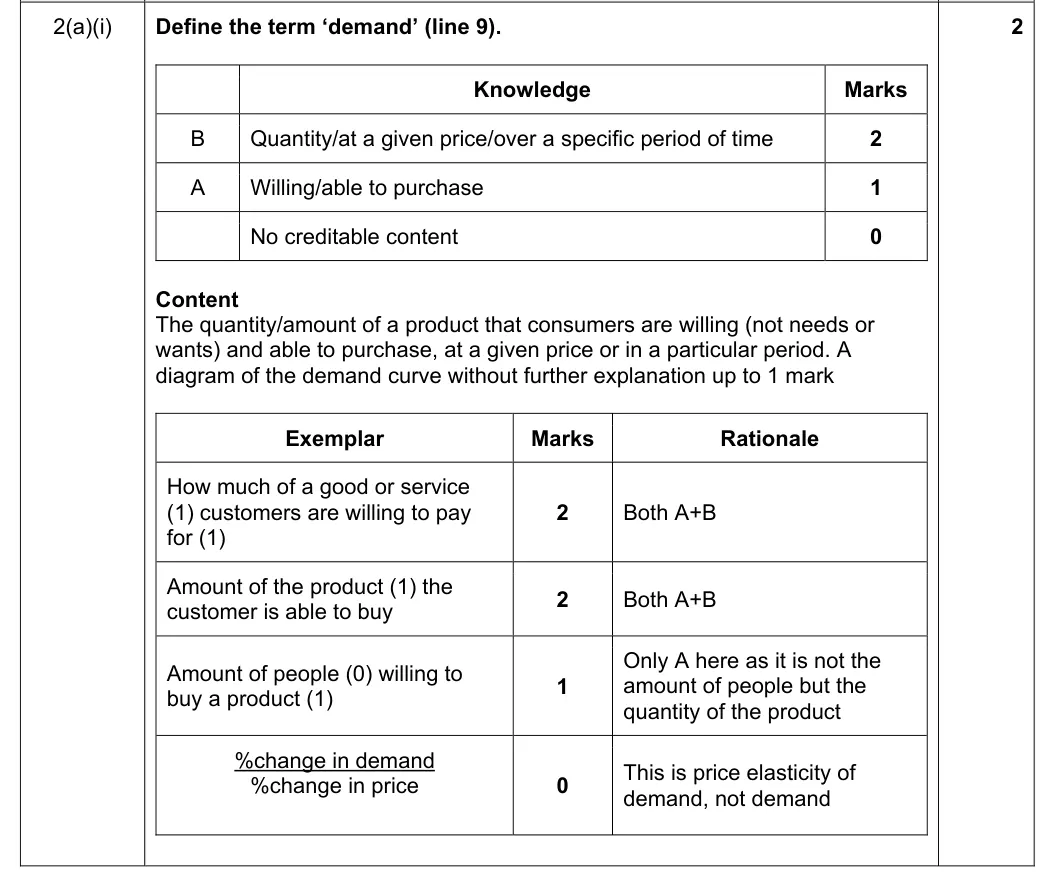 2(a)(i) Define the term ‘demand’ (line 9). 2
Knowledge Marks
B Quantity/at a given price/over a specific period of time 2
A Willing/able to purchase 1
No creditable content 0
Content
The quantity/amount of a product that consumers are willing (not needs or
wants) and able to purchase, at a given price or in a particular period. A
diagram of the demand curve without further explanation up to 1 mark
Exemplar Marks Rationale
How much of a good or service
(1) customers are willing to pay
for (1)
2
Both A+B
Amount of the product (1) the
customer is able to buy
2
Both A+B
Amount of people (0) willing to
buy a product (1)
1
Only A here as it is not the
amount of people but the
quantity of the product
%change in demand
%change in price
0
This is price elasticity of
demand, not demand